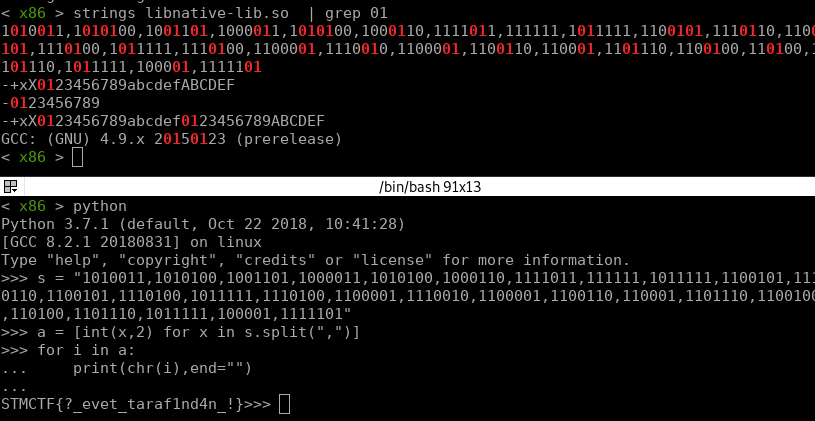 < x86 > strings libnative-lib.so  | grep 01
1010011,1010100,1001101,1000011,1010100,1000110,1111011,111111,1011111,1100101,1110110,1100
101,1110100,1011111,1110100,1100001,1110010,1100001,1100110,110001,1101110,1100100,110100,1
101110,1011111,100001,1111101
-+xX0123456789abcdefABCDEF
-0123456789
-+xX0123456789abcdef0123456789ABCDEF
GCC: (GNU) 4.9.x 20150123 (prerelease)
< x86 >
/bin/bash 91x13
< x86 > python
Python 3.7.1 (default, Oct 22 2018, 10:41:28)
[GCC 8.2.1 20180831] on linux
Type "help", "copyright", "credits" or "license" for more information.
>>> s = "1010011,1010100,1001101,1000011,1010100,1000110,1111011,111111,1011111,1100101,111
0110,1100101,1110100,1011111,1110100,1100001,1110010,1100001,1100110,110001,1101110,1100100
,110100,1101110,1011111,100001,1111101"
>>> a = [int(x,2) for x in s.split(",")]
>>> for i in a:
...     print(chr(i),end="")
...
STMCTF{?_evet_taraf1nd4n_!}>>>